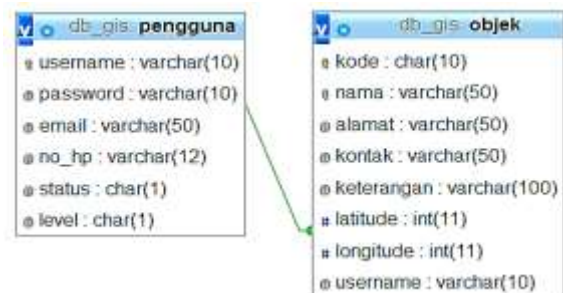 db_gis pengguna
username : varchar(10)
password : varchar(10)
email : varchar(50)
no_hp : varchar(12)
status : char(1)
level : char(1)
db_gis objek
kode : char(10)
nama : varchar(50)
alamat : varchar(50)
kontak : varchar(50)
keterangan : varchar(100)
latitude : int(11)
longitude : int(11)
username : varchar(10)